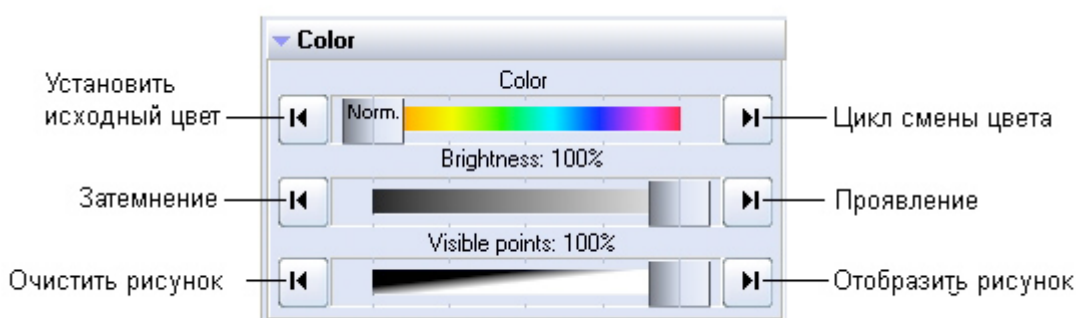 Color
Color
Установить
исходный цвет
Norm.
Цикл смены цвета
Brightness: 100%
Затемнение
Проявление
Visible points: 100%
Очистить рисунок
Отобразить рисунок